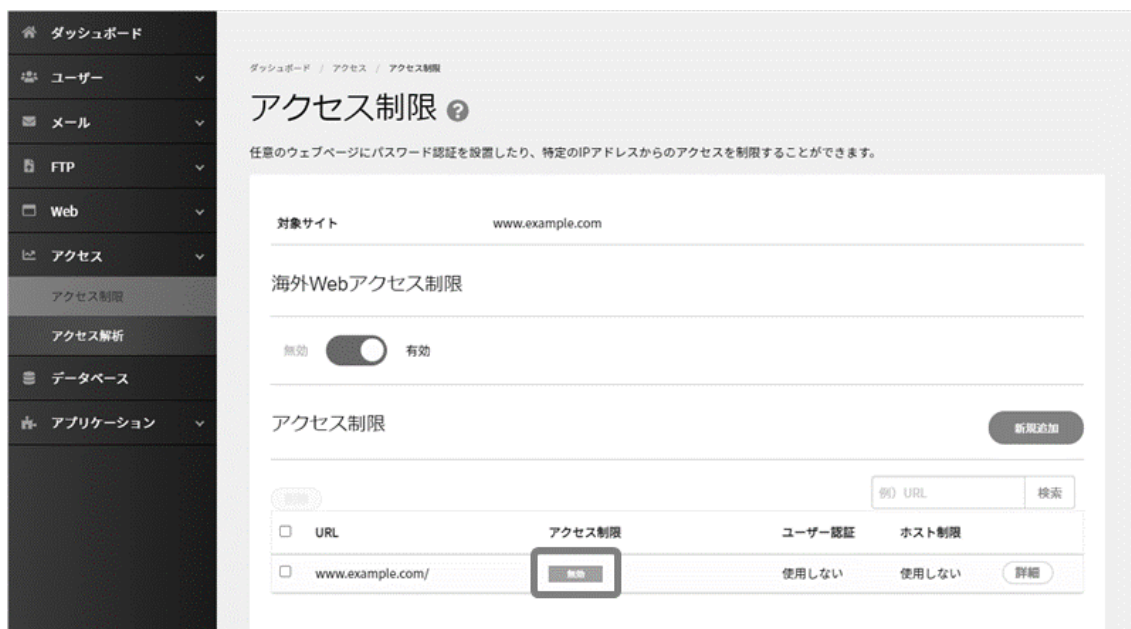 ダッシュボード
ユーザー
メール
FTP
Web
アクセス
アクセス制限
アクセス解析
データベース
アプリケーション
ダッシュボード / アクセス / アクセス制限
アクセス制限 ?
任意のウェブページにパスワード認証を設置したり、特定のIPアドレスからのアクセスを制限することができます。
対象サイト www.example.com
海外Webアクセス制限
無効 有効
アクセス制限 新規追加
削除 例）URL 検索
URL アクセス制限 ユーザー認証 ホスト制限
www.example.com/ 無効 使用しない 使用しない 詳細